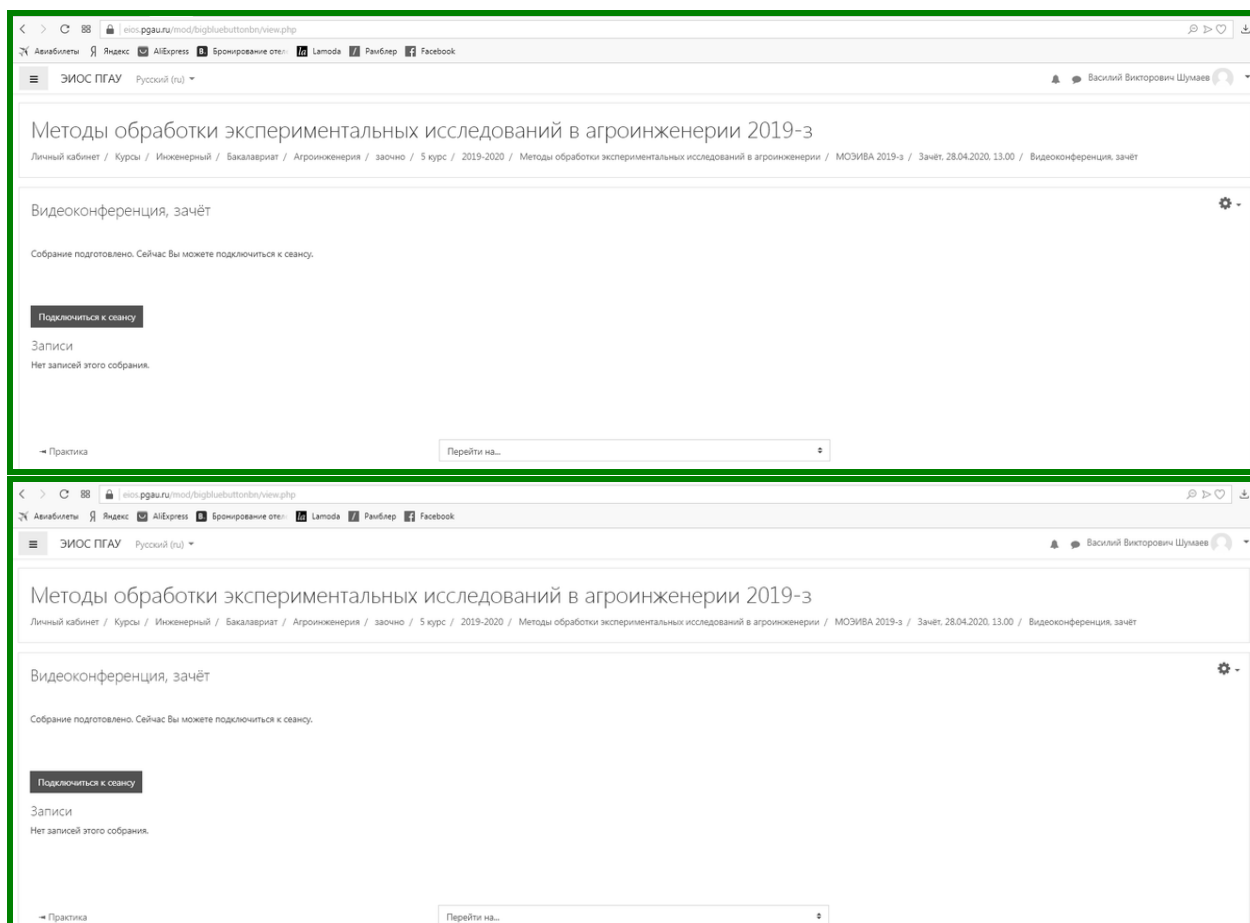 eios.pgau.ru/mod/bigbluebuttonbn/view.php
Авиабилеты Яндекс AliExpress Бронирование отел Lamoda Рамблер Facebook
ЭИОС ПГАУ Русский (ru) Василий Викторович Шумаев
Методы обработки экспериментальных исследований в агроинженерии 2019-з
Личный кабинет / Курсы / Инженерный / Бакалавриат / Агроинженерия / заочно / 5 курс / 2019-2020 / Методы обработки экспериментальных исследований в агроинженерии / МОЭИВА 2019-з / Зачёт, 28.04.2020, 13.00 / Видеоконференция, зачёт
Видеоконференция, зачёт
Собрание подготовлено. Сейчас Вы можете подключиться к сеансу.
Подключиться к сеансу
Записи
Нет записей этого собрания.
Практика Перейти на...
eios.pgau.ru/mod/bigbluebuttonbn/view.php
Авиабилеты Яндекс AliExpress Бронирование отел Lamoda Рамблер Facebook
ЭИОС ПГАУ Русский (ru) Василий Викторович Шумаев
Методы обработки экспериментальных исследований в агроинженерии 2019-з
Личный кабинет / Курсы / Инженерный / Бакалавриат / Агроинженерия / заочно / 5 курс / 2019-2020 / Методы обработки экспериментальных исследований в агроинженерии / МОЭИВА 2019-з / Зачёт, 28.04.2020, 13.00 / Видеоконференция, зачёт
Видеоконференция, зачёт
Собрание подготовлено. Сейчас Вы можете подключиться к сеансу.
Подключиться к сеансу
Записи
Нет записей этого собрания.
Практика Перейти на...